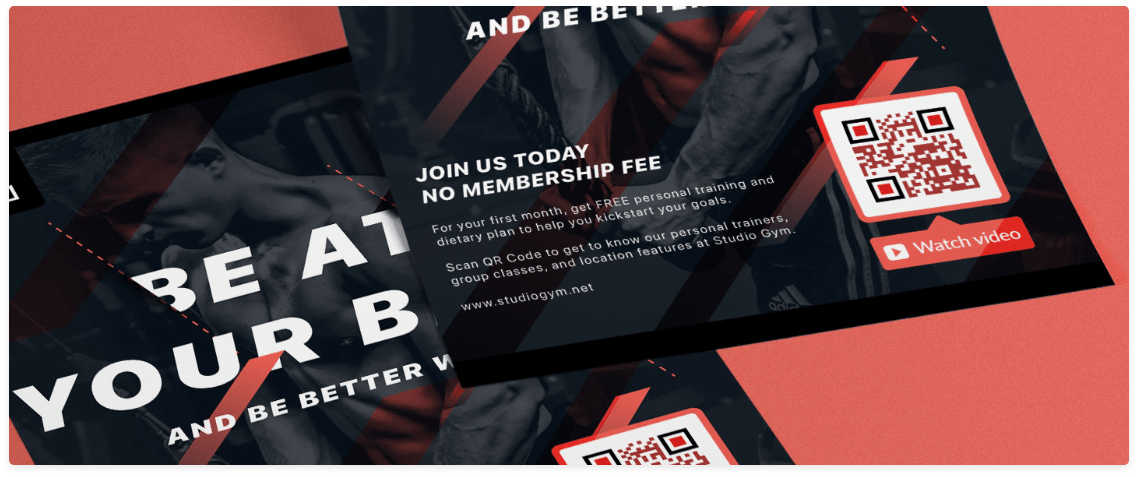 AND BE BETTER
JOIN US TODAY
NO MEMBERSHIP FEE
For your first month, get FREE personal training and
dietary plan to help you kickstart your goals.
Scan QR Code to get to know our personal trainers,
group classes, and location features at Studio Gym.
www.studiogym.net
Watch video
adidas
BE AT
YOUR B
AND BE BETTER W